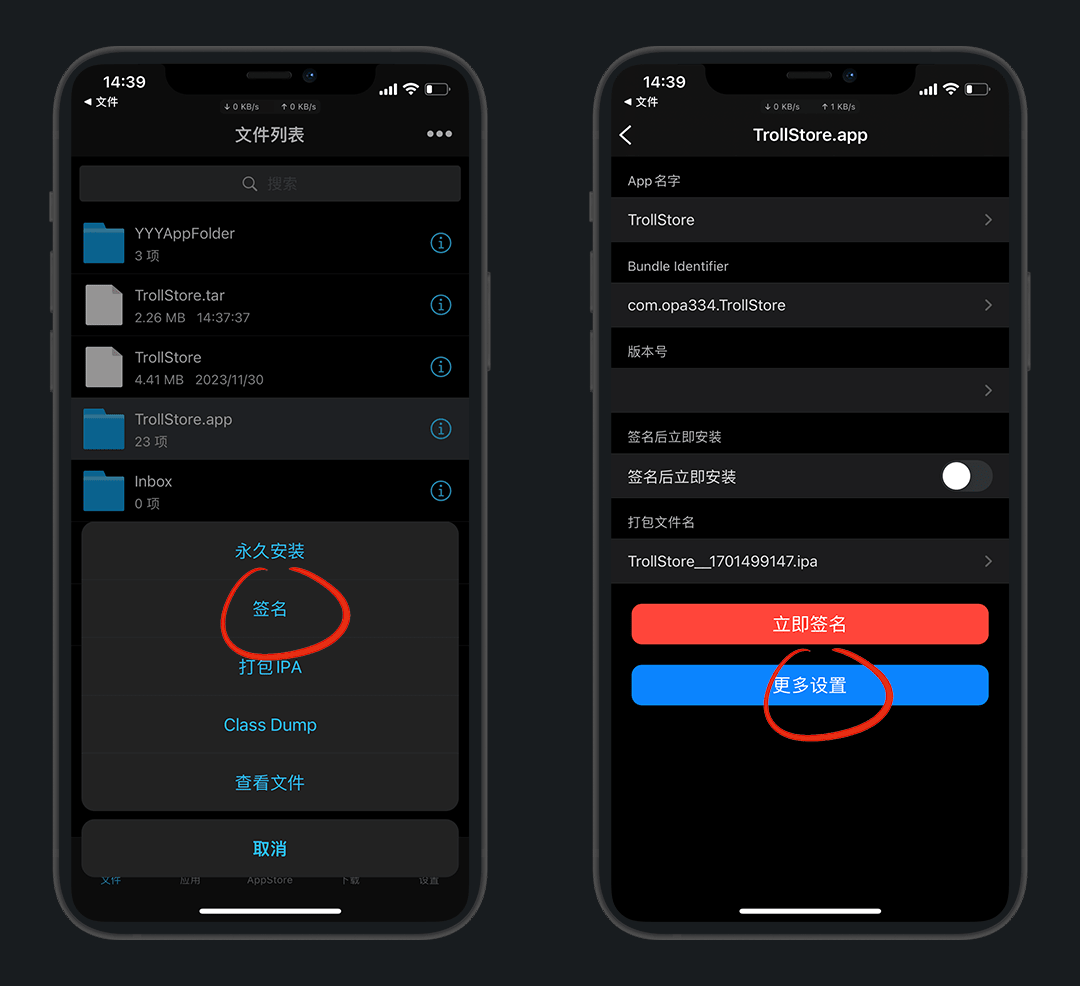 14:39
文件
↓ 0 KB/s ↑ 0 KB/s
文件列表
搜索
YYYAppFolder
3 项
TrollStore.tar
2.26 MB 14:37:37
TrollStore
4.41 MB 2023/11/30
TrollStore.app
23 项
Inbox
0 项
永久安装
签名
打包IPA
Class Dump
查看文件
取消
文件 应用 AppStore 下载 设置
14:39
文件
↓ 0 KB/s ↑ 1 KB/s
TrollStore.app
App 名字
TrollStore
Bundle Identifier
com.opa334.TrollStore
版本号
签名后立即安装
签名后立即安装
打包文件名
TrollStore__1701499147.ipa
立即签名
更多设置